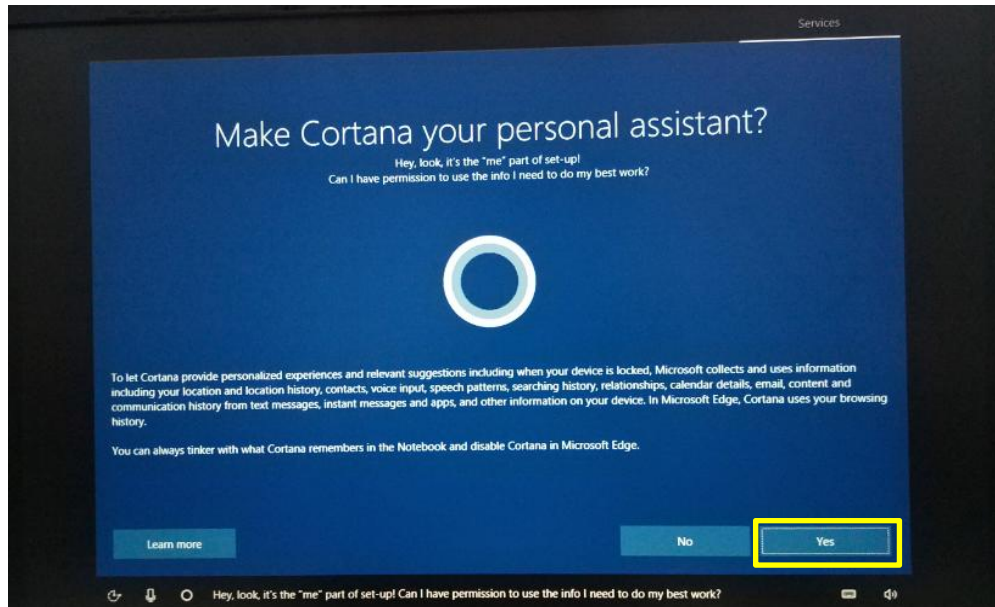 Services
Make Cortana your personal assistant?
Hey, look, it's the "me" part of set-up!
Can I have permission to use the info I need to do my best work?
To let Cortana provide personalized experiences and relevant suggestions including when your device is locked, Microsoft collects and uses information
including your location and location history, contacts, voice input, speech patterns, searching history, relationships, calendar details, email, content and
communication history from text messages, instant messages and apps, and other information on your device. In Microsoft Edge, Cortana uses your browsing
history.
You can always tinker with what Cortana remembers in the Notebook and disable Cortana in Microsoft Edge.
Learn more
No
Yes
Hey, look, it's the "me" part of set-up! Can I have permission to use the info I need to do my best work?